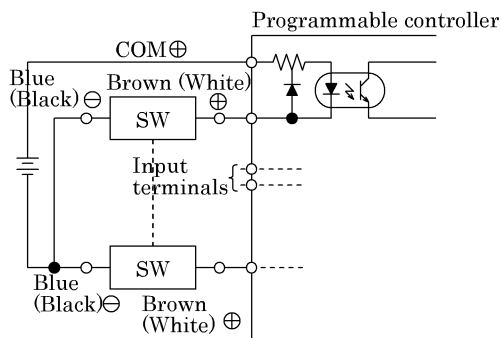 Programmable controller
COM⊕
Blue
(Black)⊖
Brown (White)
⊕
SW
Input
terminals
SW
Blue
(Black)⊖
Brown
(White) ⊕